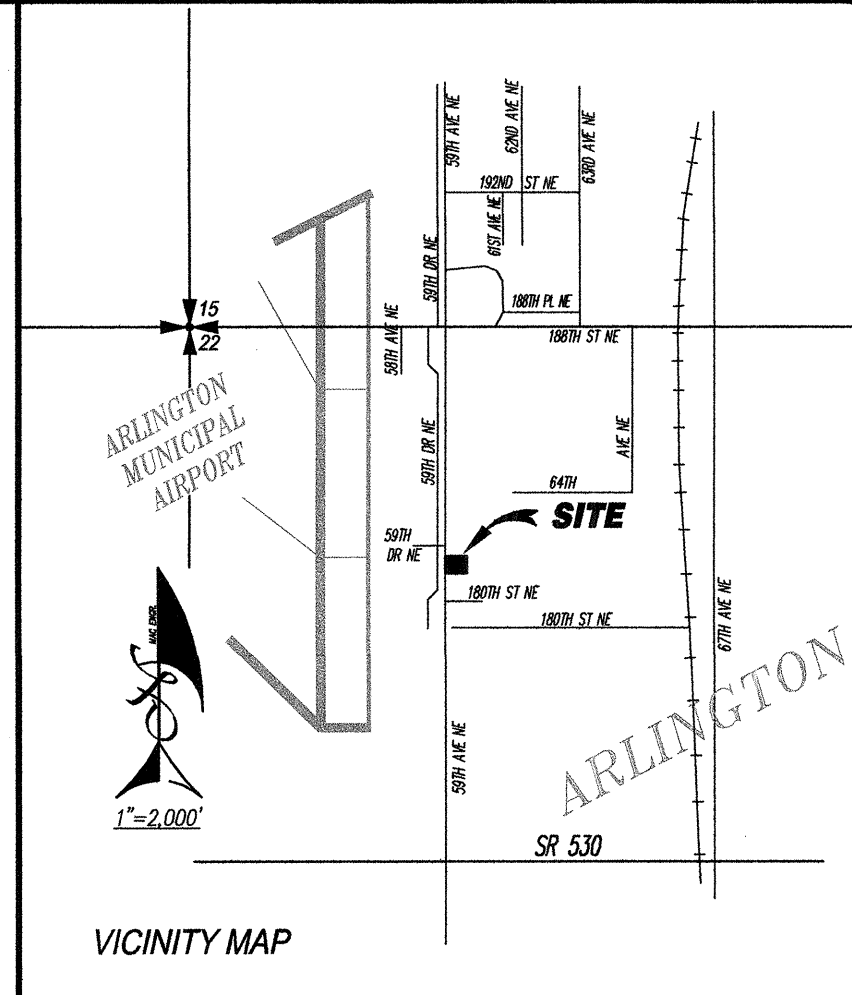 59TH AVE NE
62ND AVE NE
63RD AVE NE
192ND ST NE
61ST AVE NE
59TH DR NE
188TH PL NE
15
22
188TH ST NE
58TH AVE NE
ARLINGTON
MUNICIPAL
AIRPORT
59TH DR NE
AVE NE
64TH
SITE
59TH
DR NE
180TH ST NE
180TH ST NE
67TH AVE NE
MAG ENGR.
ARLINGTON
59TH AVE NE
1"=2,000'
SR 530
VICINITY MAP